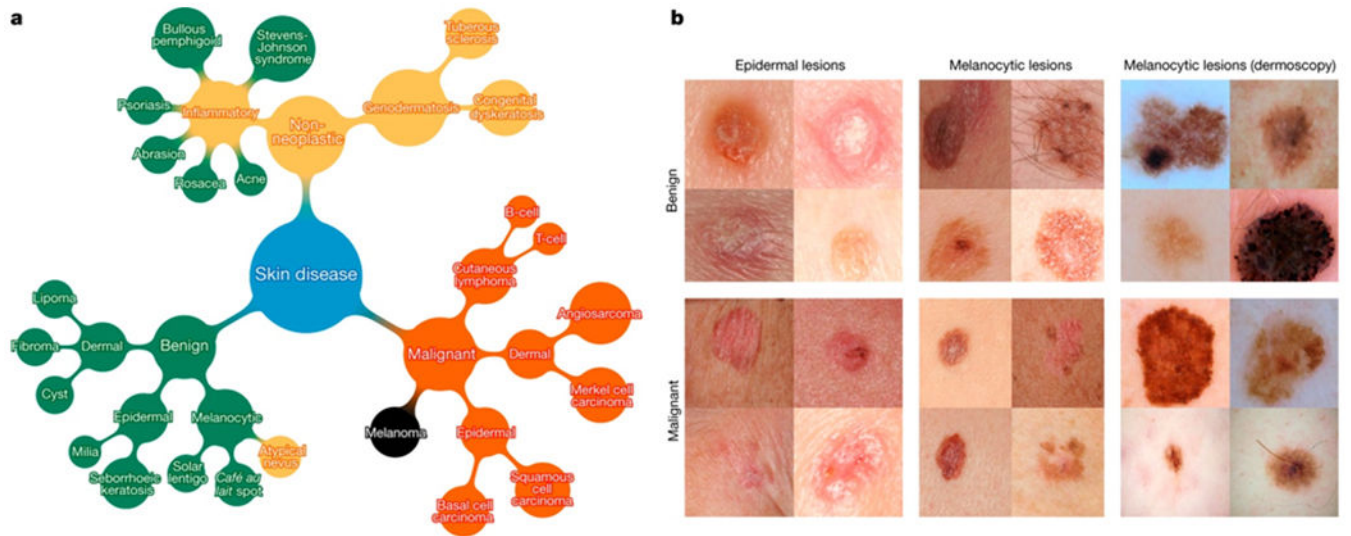 a
Bullous
pemphigoid
Stevens-
Johnson
syndrome
Tuberous
sclerosis
Psoriasis
Inflammatory
Non-
neoplastic
Genodermatosis
Congenital
dyskeratosis
Abrasion
Rosacea
Acne
Skin disease
B-cell
T-cell
Cutaneous
lymphoma
Angiosarcoma
Malignant
Dermal
Merkel cell
carcinoma
Melanoma
Epidermal
Squamous
cell
carcinoma
Basal cell
carcinoma
Lipoma
Fibroma
Dermal
Benign
Cyst
Epidermal
Melanocytic
Milia
Seborrhoeic
keratosis
Solar
lentigo
Café au
lait spot
Atypical
nevus
b
Epidermal lesions
Melanocytic lesions
Melanocytic lesions (dermoscopy)
Benign
Malignant